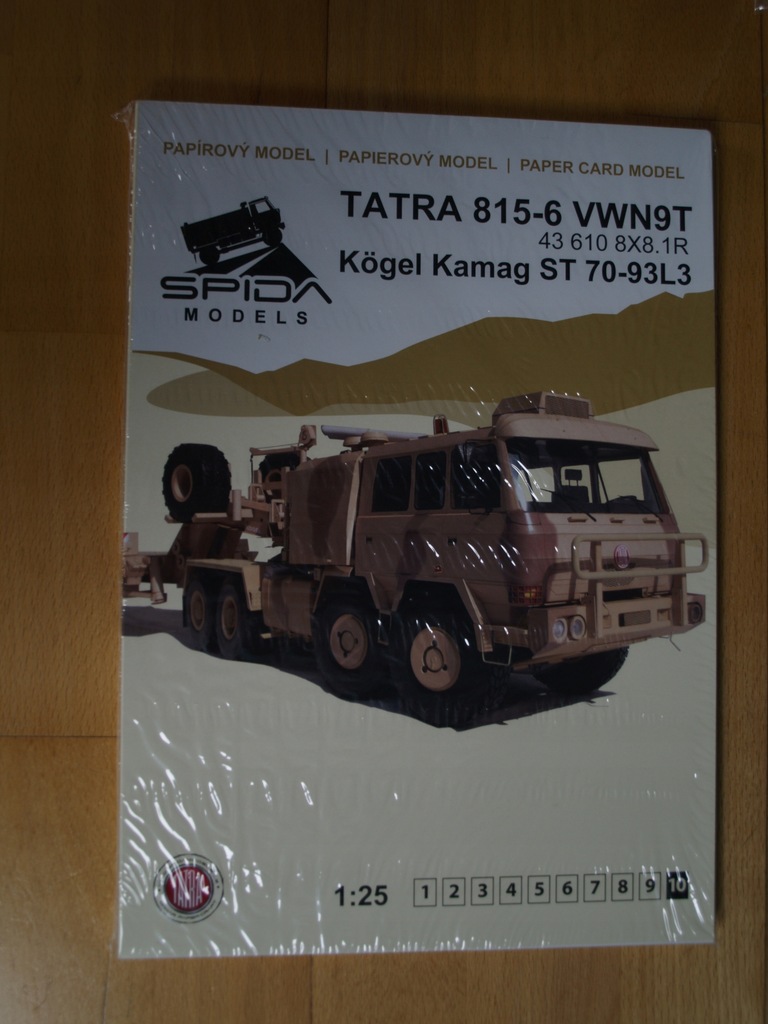 PAPÍROVÝ MODEL | PAPIEROVÝ MODEL | PAPER CARD MODEL
TATRA 815-6 VWN9T
43 610 8X8.1R
Kögel Kamag ST 70-93L3
SPIDA
MODELS
TATRA
1:25
1 2 3 4 5 6 7 8 9 10